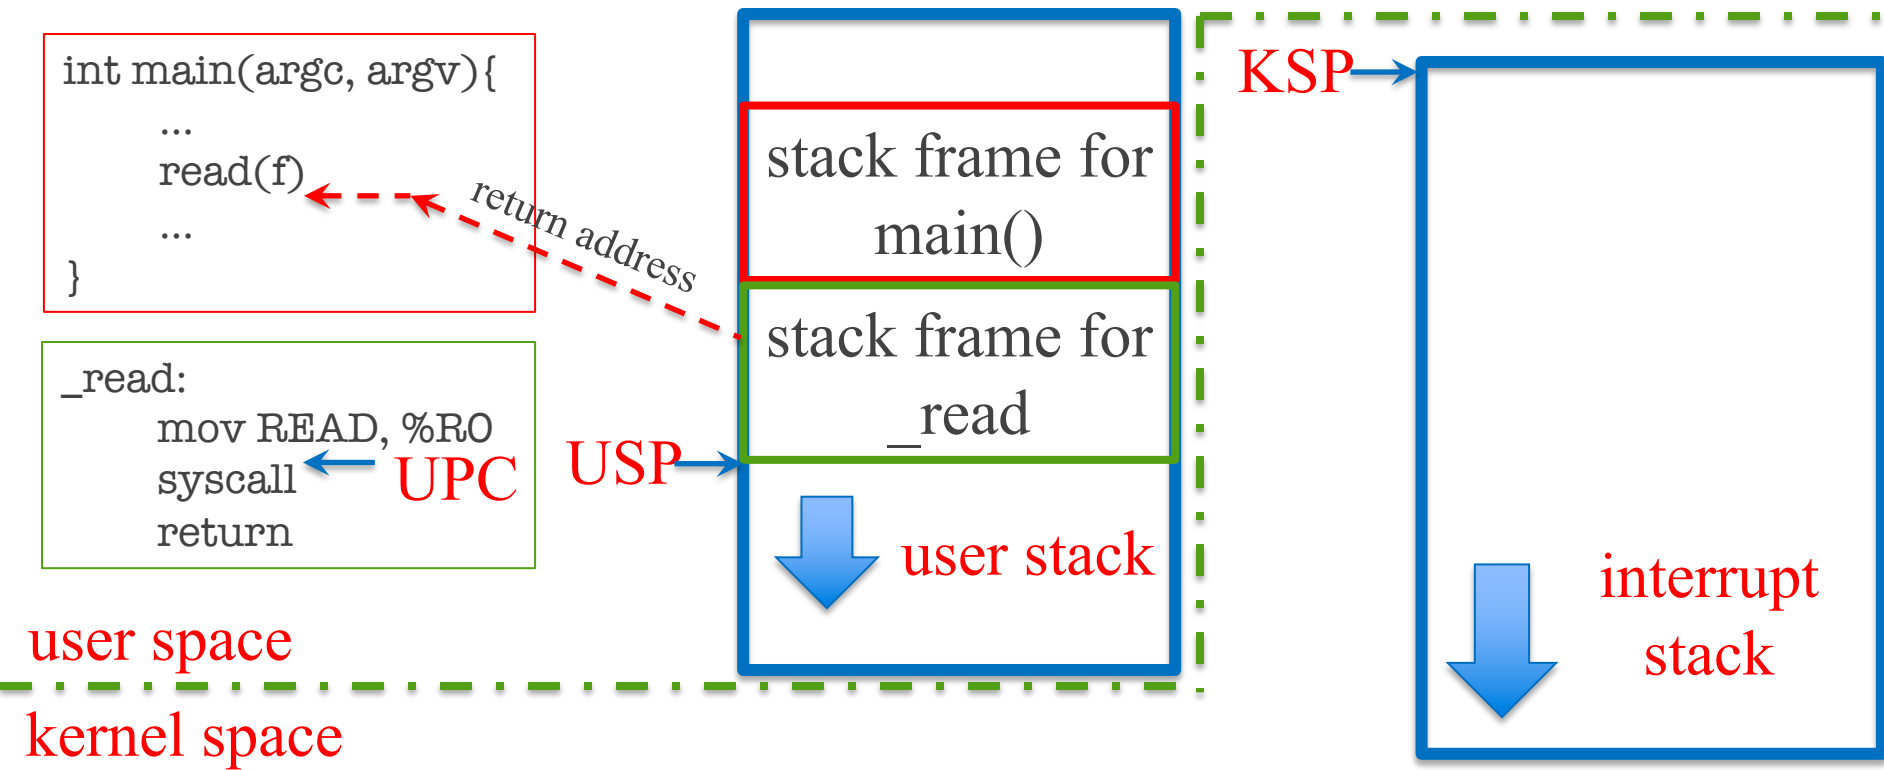 int main(argc, argv){
...
read(f)
...
}
return address
_read:
mov READ, %R0
syscall
return
UPC
USP
stack frame for
main()
stack frame for
_read
user stack
KSP
interrupt
stack
user space
kernel space